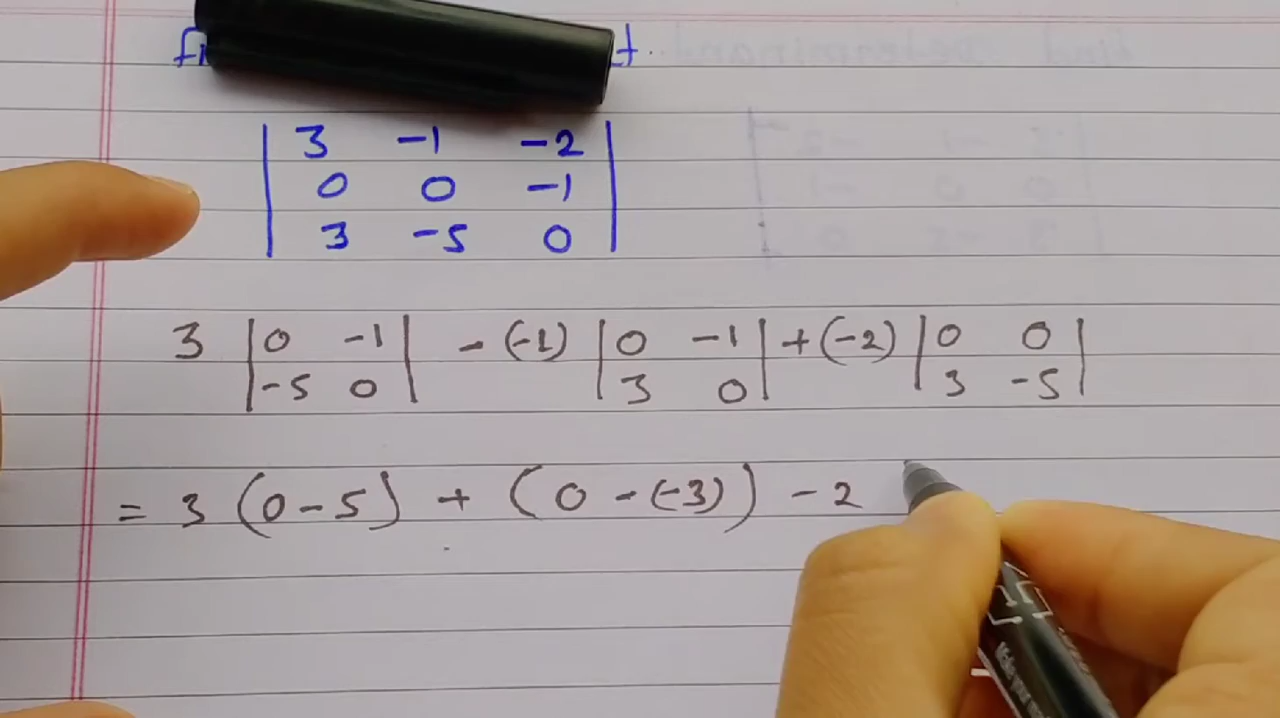 | 3 -1 -2 |
| 0 0 -1 |
| 3 -5 0 |
3 | 0 -1 | - (-1) | 0 -1 | + (-2) | 0 0 |
| -5 0 | | 3 0 | | 3 -5 |
= 3 (0 - 5) + (0 - (-3)) - 2